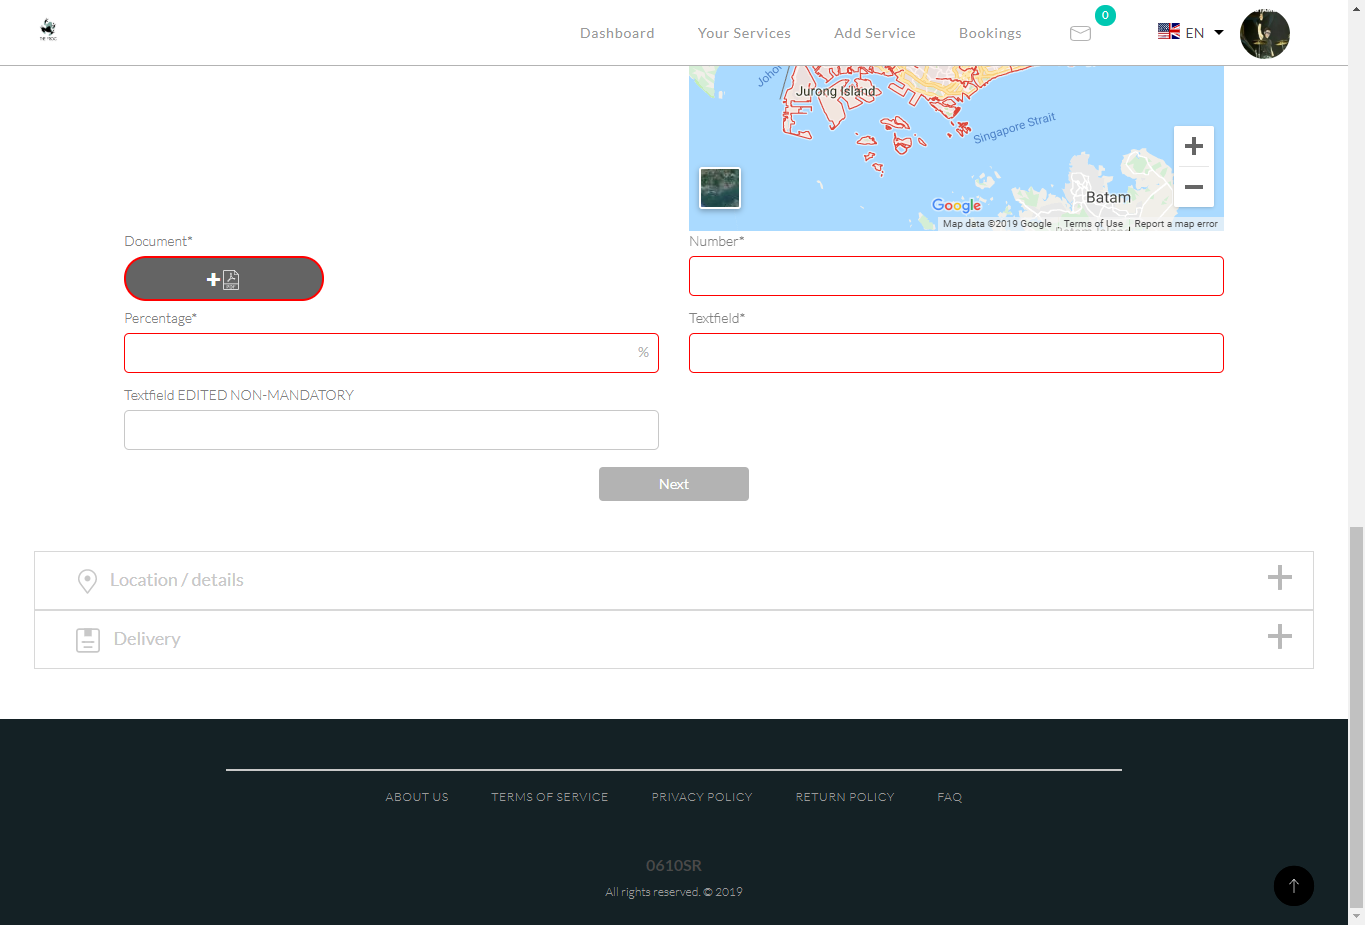 Dashboard
Your Services
Add Service
Bookings
0
EN
Johor
Jurong Island
Singapore Strait
Batam
Google
Map data ©2019 Google
Terms of Use
Report a map error
Document*
Number*
PDF
Percentage*
Textfield*
%
Textfield EDITED NON-MANDATORY
Next
Location / details
Delivery
ABOUT US
TERMS OF SERVICE
PRIVACY POLICY
RETURN POLICY
FAQ
0610SR
All rights reserved. © 2019